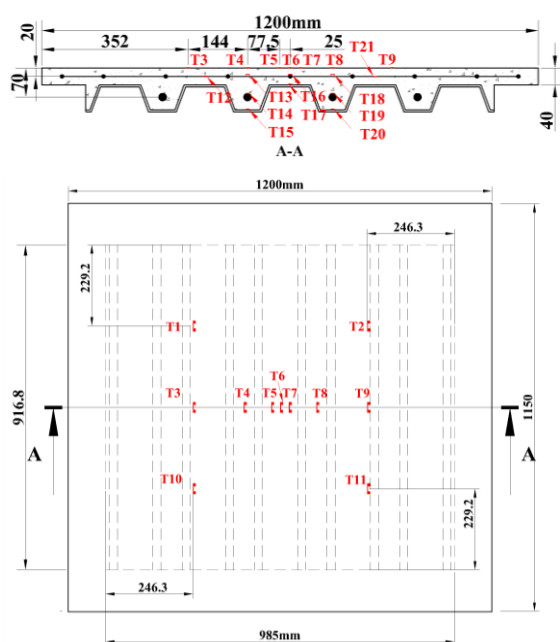 1200mm
20 352 144 77,5 25
T3 T4 T5 T6 T7 T8 T21 T9
70
T12 T13 T16 T18
T14 T17 T19
T15 T20
40
A-A
1200mm
246.3
229.2
T1 T2
T6
T3 T4 T5 T7 T8 T9
916.8
1150
A A
T10 T11
229.2
246.3
985mm